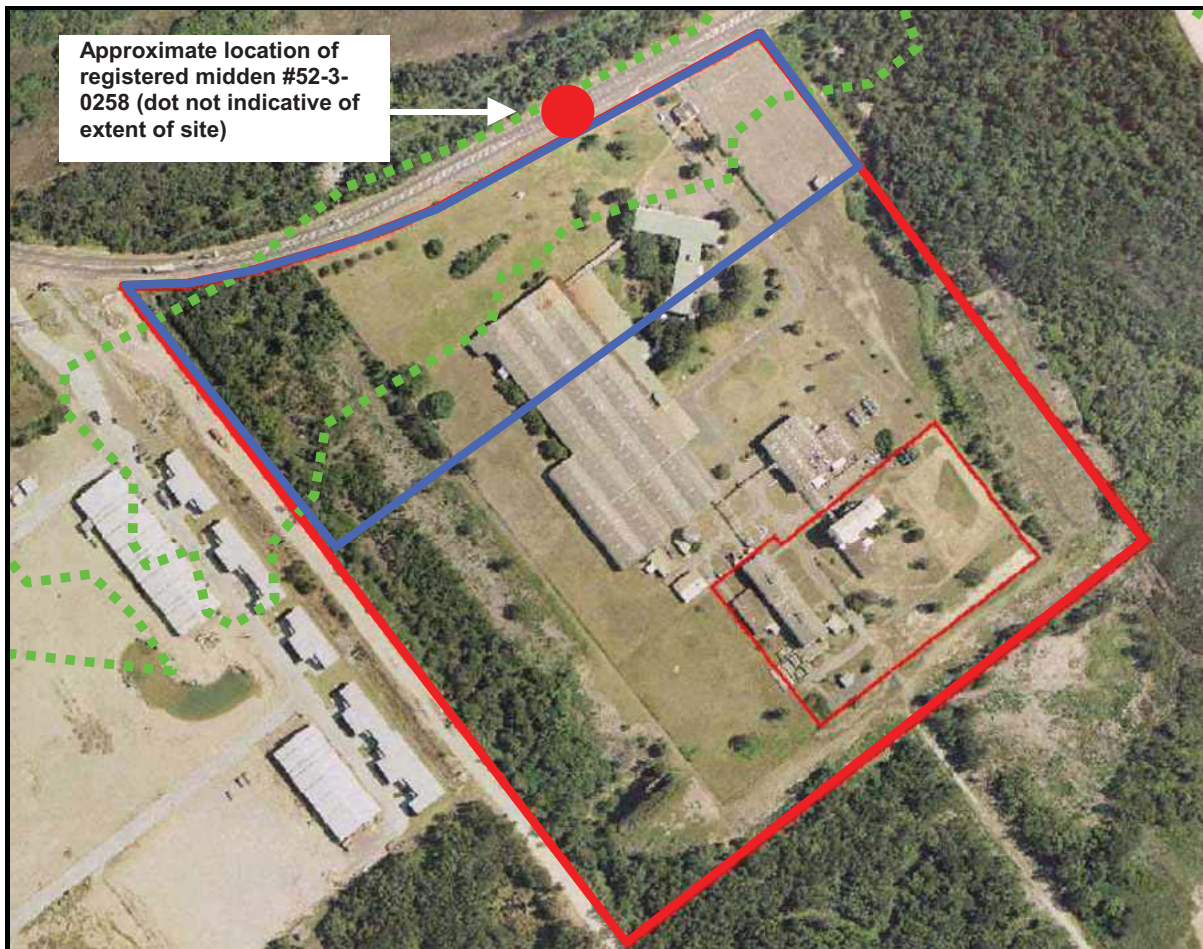 Approximate location of
registered midden #52-3-
0258 (dot not indicative of
extent of site)